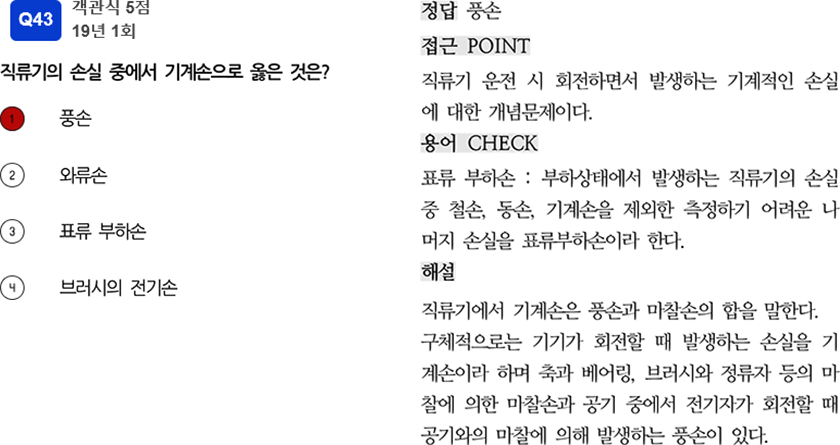 Q43
객관식 5점
19년 1회
직류기의 손실 중에서 기계손으로 옳은 것은?
1 풍손
2 와류손
3 표류 부하손
4 브러시의 전기손
정답 풍손
접근 POINT
직류기 운전 시 회전하면서 발생하는 기계적인 손실
에 대한 개념문제이다.
용어 CHECK
표류 부하손 : 부하상태에서 발생하는 직류기의 손실
중 철손, 동손, 기계손을 제외한 측정하기 어려운 나
머지 손실을 표류부하손이라 한다.
해설
직류기에서 기계손은 풍손과 마찰손의 합을 말한다.
구체적으로는 기기가 회전할 때 발생하는 손실을 기
계손이라 하며 축과 베어링, 브러시와 정류자 등의 마
찰에 의한 마찰손과 공기 중에서 전기자가 회전할 때
공기와의 마찰에 의해 발생하는 풍손이 있다.